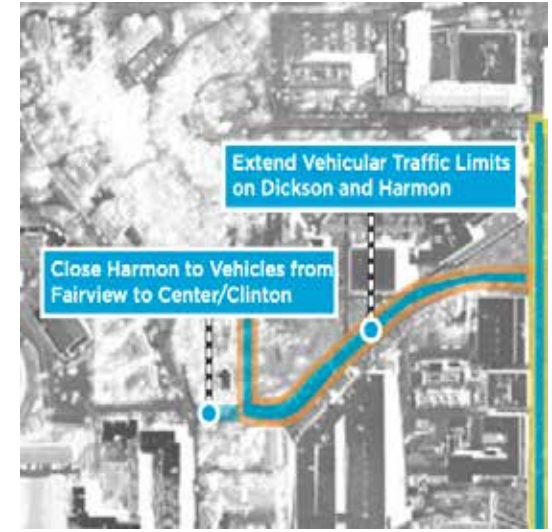 Extend Vehicular Traffic Limits
on Dickson and Harmon
Close Harmon to Vehicles from
Fairview to Center/Clinton